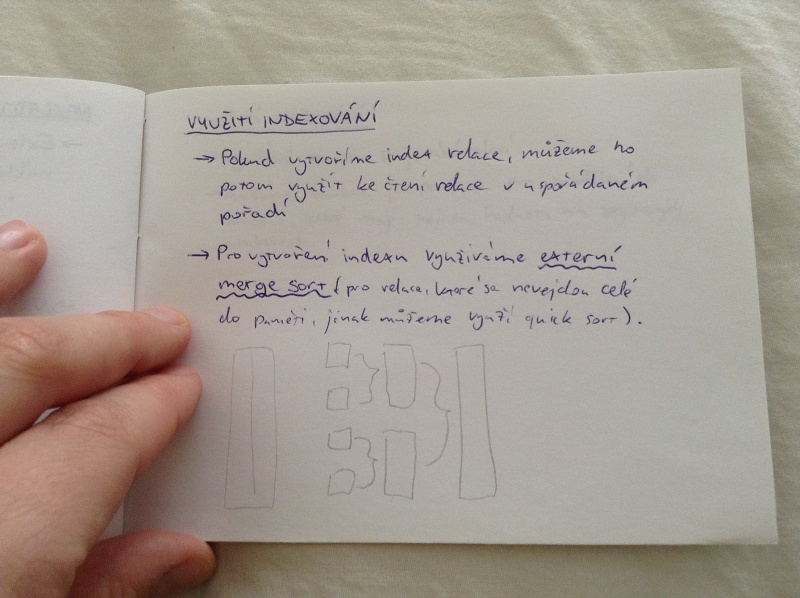 VYUŽITÍ INDEXOVÁNÍ
→ Pokud vytvoříme index relace, můžeme ho
potom využít ke čtení relace v uspořádaném
pořadí
→ Pro vytvoření indexu využíváme externí
merge sort (pro relace, které se nevejdou celé
do paměti, jinak můžeme využí quick sort).